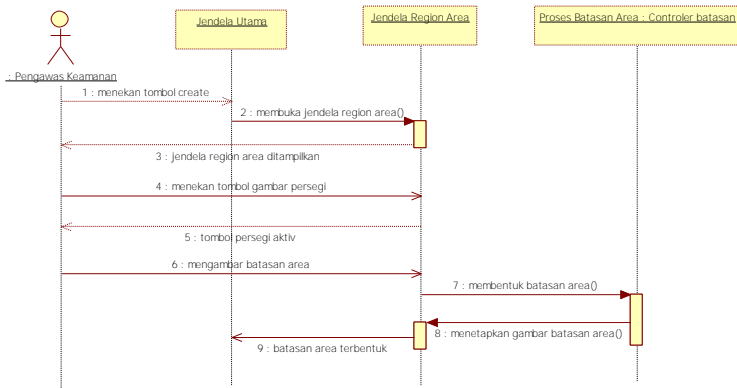 Jendela Utama
Jendela Region Area
Proses Batasan Area : Controler batasan
: Pengawas Keamanan
1 : menekan tombol create
2 : membuka jendela region area()
3 : jendela region area ditampilkan
4 : menekan tombol gambar persegi
5 : tombol persegi aktiv
6 : mengambar batasan area
7 : membentuk batasan area()
8 : menetapkan gambar batasan area()
9 : batasan area terbentuk